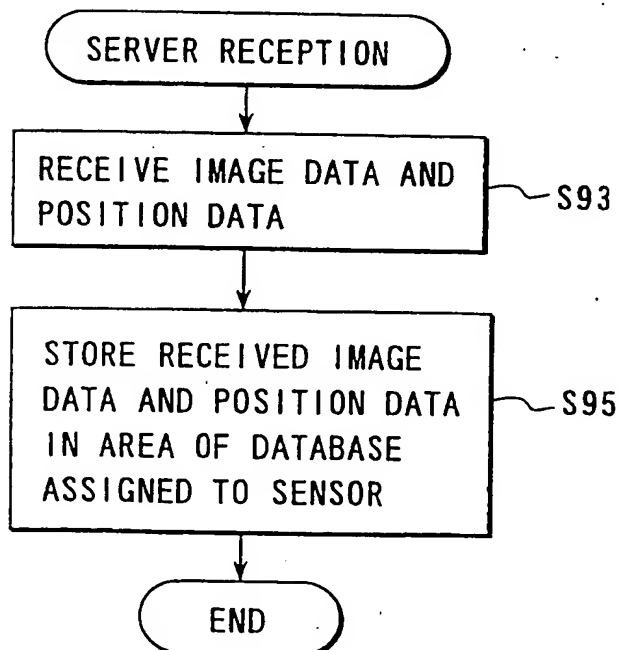 SERVER RECEPTION
RECEIVE IMAGE DATA AND
POSITION DATA
S93
STORE RECEIVED IMAGE
DATA AND POSITION DATA
IN AREA OF DATABASE
ASSIGNED TO SENSOR
S95
END